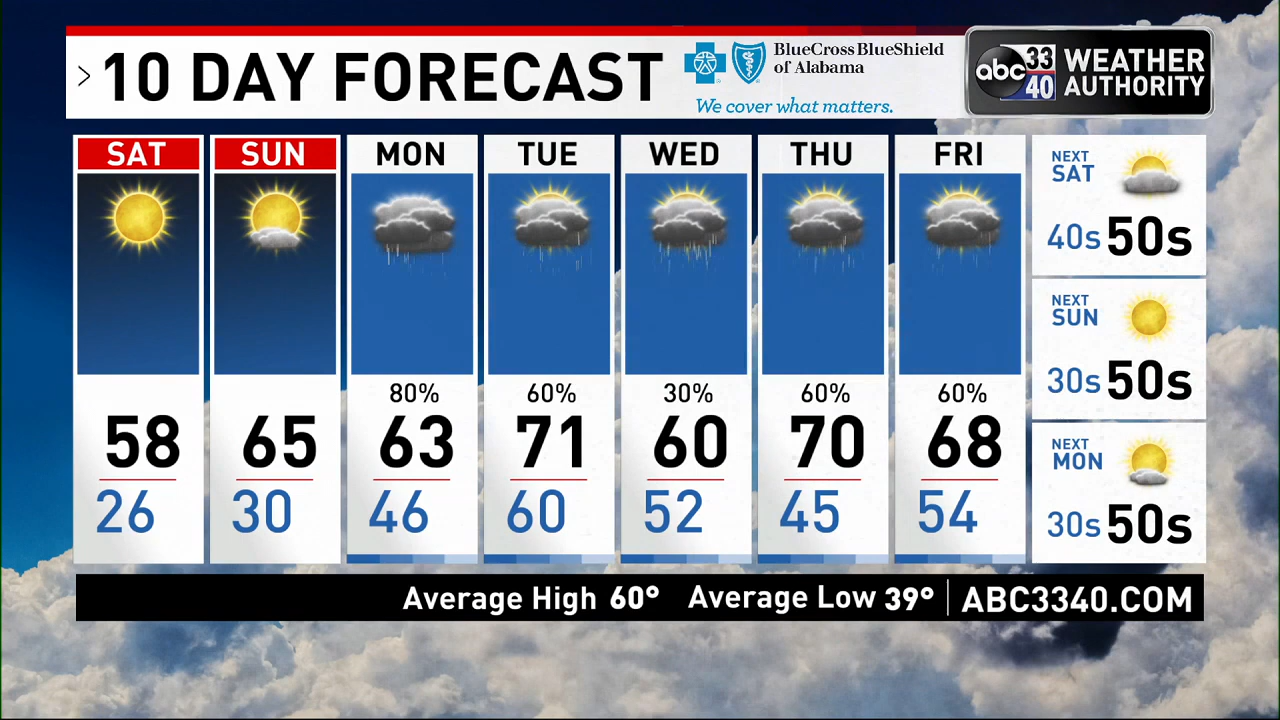 > 10 DAY FORECAST
BlueCross BlueShield
of Alabama
We cover what matters.
abc 33 40
WEATHER
AUTHORITY
SAT SUN MON TUE WED THU FRI
80% 60% 30% 60% 60%
58 65 63 71 60 70 68
26 30 46 60 52 45 54
NEXT
SAT
40s 50s
NEXT
SUN
30s 50s
NEXT
MON
30s 50s
Average High 60° Average Low 39° ABC3340.COM